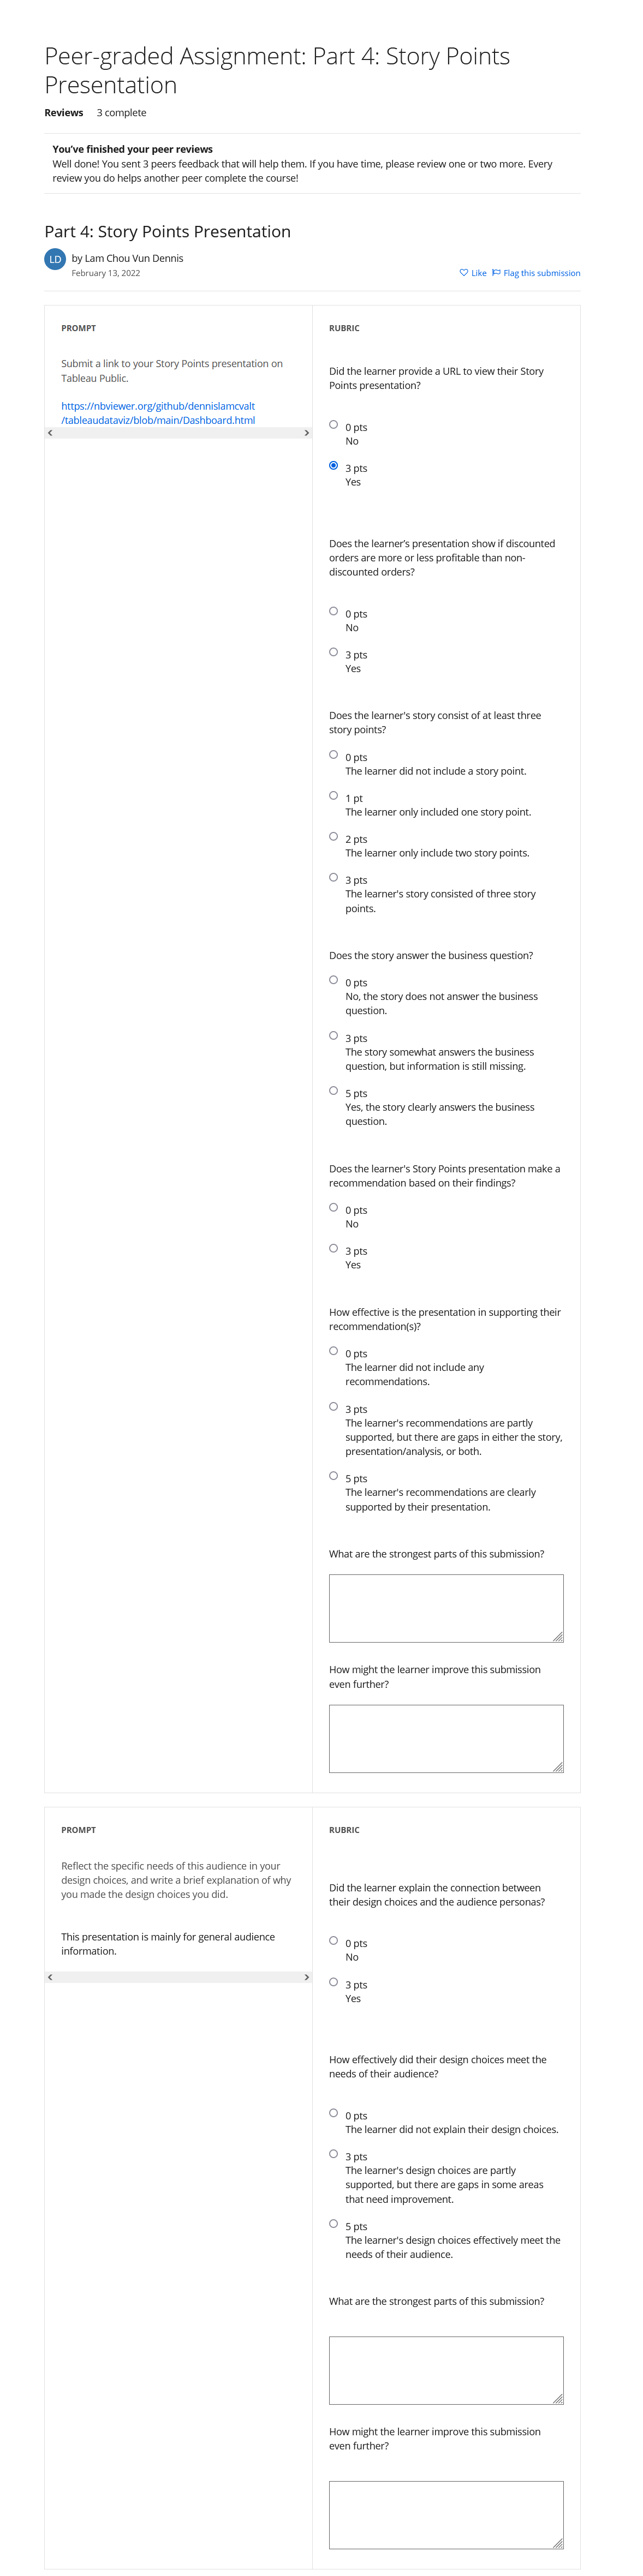 Peer-graded Assignment: Part 4: Story Points
Presentation
Reviews 3 complete
You've finished your peer reviews
Well done! You sent 3 peers feedback that will help them. If you have time, please review one or two more. Every
review you do helps another peer complete the course!
Part 4: Story Points Presentation
LD
by Lam Chou Vun Dennis
February 13, 2022
Like Flag this submission
PROMPT
Submit a link to your Story Points presentation on
Tableau Public.
https://nbviewer.org/github/dennislamcvalt
/tableaudataviz/blob/main/Dashboard.html
RUBRIC
Did the learner provide a URL to view their Story
Points presentation?
0 pts
No
3 pts
Yes
Does the learner’s presentation show if discounted
orders are more or less profitable than non-
discounted orders?
0 pts
No
3 pts
Yes
Does the learner's story consist of at least three
story points?
0 pts
The learner did not include a story point.
1 pt
The learner only included one story point.
2 pts
The learner only include two story points.
3 pts
The learner's story consisted of three story
points.
Does the story answer the business question?
0 pts
No, the story does not answer the business
question.
3 pts
The story somewhat answers the business
question, but information is still missing.
5 pts
Yes, the story clearly answers the business
question.
Does the learner's Story Points presentation make a
recommendation based on their findings?
0 pts
No
3 pts
Yes
How effective is the presentation in supporting their
recommendation(s)?
0 pts
The learner did not include any
recommendations.
3 pts
The learner's recommendations are partly
supported, but there are gaps in either the story,
presentation/analysis, or both.
5 pts
The learner's recommendations are clearly
supported by their presentation.
What are the strongest parts of this submission?
How might the learner improve this submission
even further?
PROMPT
Reflect the specific needs of this audience in your
design choices, and write a brief explanation of why
you made the design choices you did.
This presentation is mainly for general audience
information.
RUBRIC
Did the learner explain the connection between
their design choices and the audience personas?
0 pts
No
3 pts
Yes
How effectively did their design choices meet the
needs of their audience?
0 pts
The learner did not explain their design choices.
3 pts
The learner's design choices are partly
supported, but there are gaps in some areas
that need improvement.
5 pts
The learner's design choices effectively meet the
needs of their audience.
What are the strongest parts of this submission?
How might the learner improve this submission
even further?